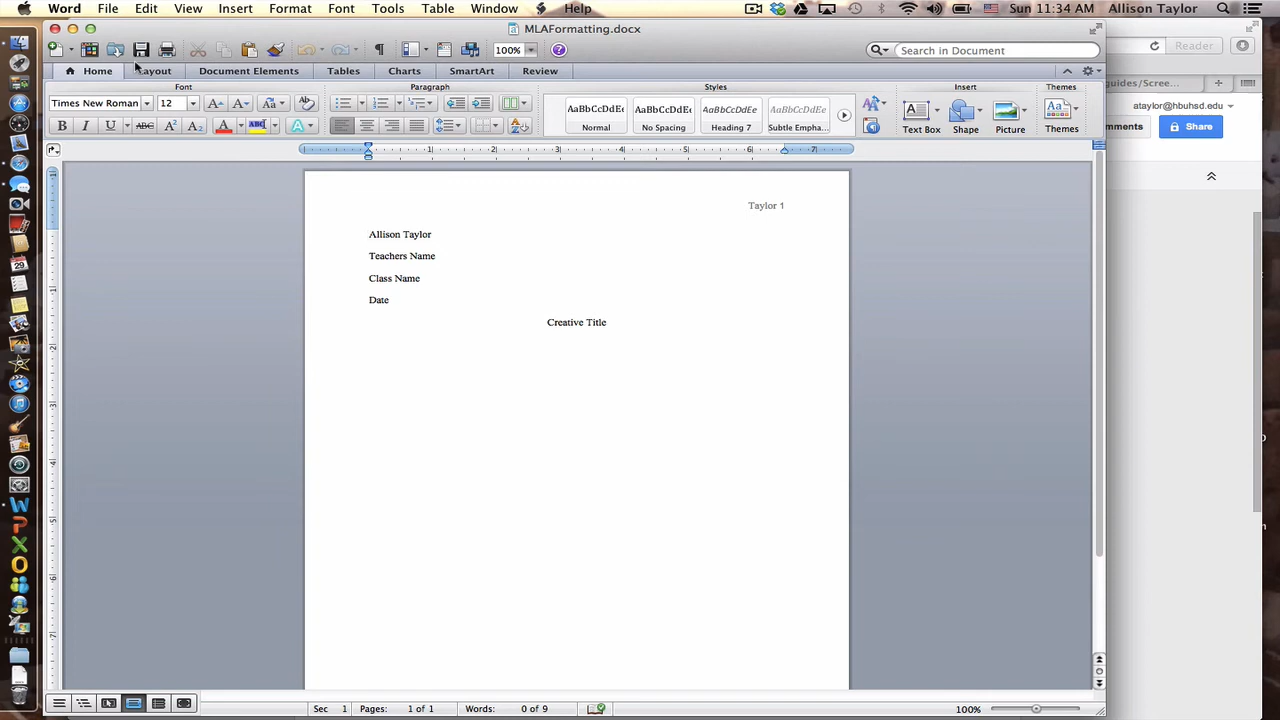 Word File Edit View Insert Format Font Tools Table Window Help Sun 11:34 AM Allison Taylor
MLAFormatting.docx
100% Search in Document
Reader
Home Layout Document Elements Tables Charts SmartArt Review
guides/Scree
Font Paragraph Styles Insert Themes
Times New Roman 12
AaBbCcDdEe AaBbCcDdEe AaBbCcDdEe AaBbCcDdEe
Normal No Spacing Heading 7 Subtle Empha...
Text Box Shape Picture Themes
ataylor@hbuhsd.edu
mments Share
Taylor 1
Allison Taylor
Teachers Name
Class Name
Date
Creative Title
Sec 1 Pages: 1 of 1 Words: 0 of 9 100%